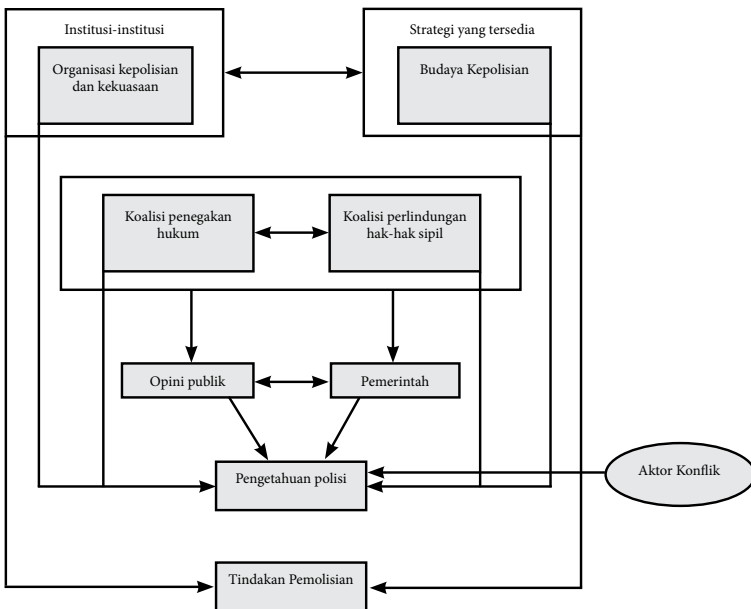 Institusi-institusi
Organisasi kepolisian
dan kekuasaan
Strategi yang tersedia
Budaya Kepolisian
Koalisi penegakan
hukum
Koalisi perlindungan
hak-hak sipil
Opini publik
Pemerintah
Pengetahuan polisi
Aktor Konflik
Tindakan Pemolisian